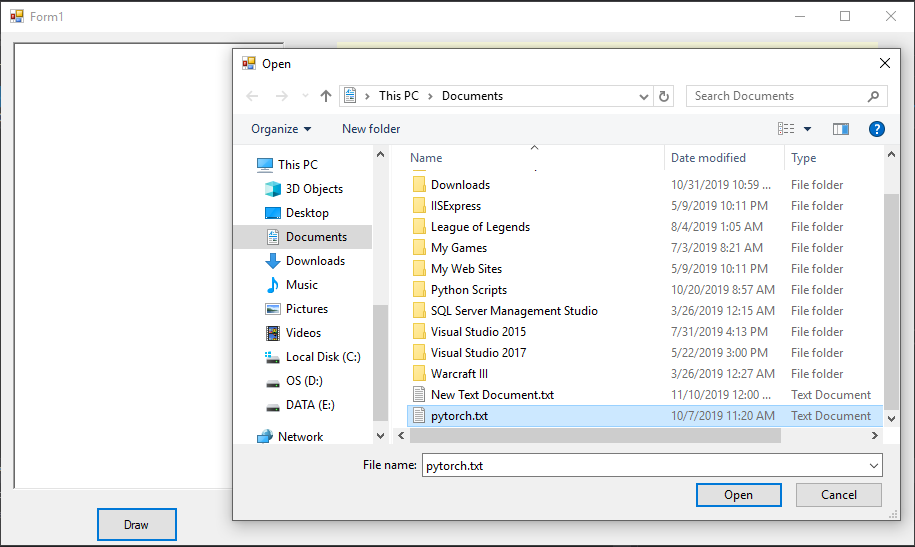 Form1
Open
This PC > Documents
Search Documents
Organize
New folder
This PC
3D Objects
Desktop
Documents
Downloads
Music
Pictures
Videos
Local Disk (C:)
OS (D:)
DATA (E:)
Network
Name Date modified Type
Downloads 10/31/2019 10:59 ... File folder
IISExpress 5/9/2019 10:11 PM File folder
League of Legends 8/4/2019 1:05 AM File folder
My Games 7/3/2019 8:21 AM File folder
My Web Sites 5/9/2019 10:11 PM File folder
Python Scripts 10/20/2019 8:57 AM File folder
SQL Server Management Studio 3/26/2019 12:15 AM File folder
Visual Studio 2015 7/31/2019 4:13 PM File folder
Visual Studio 2017 5/22/2019 3:00 PM File folder
Warcraft III 3/26/2019 12:27 AM File folder
New Text Document.txt 11/10/2019 12:00 ... Text Document
pytorch.txt 10/7/2019 11:20 AM Text Document
File name: pytorch.txt
Open
Cancel
Draw